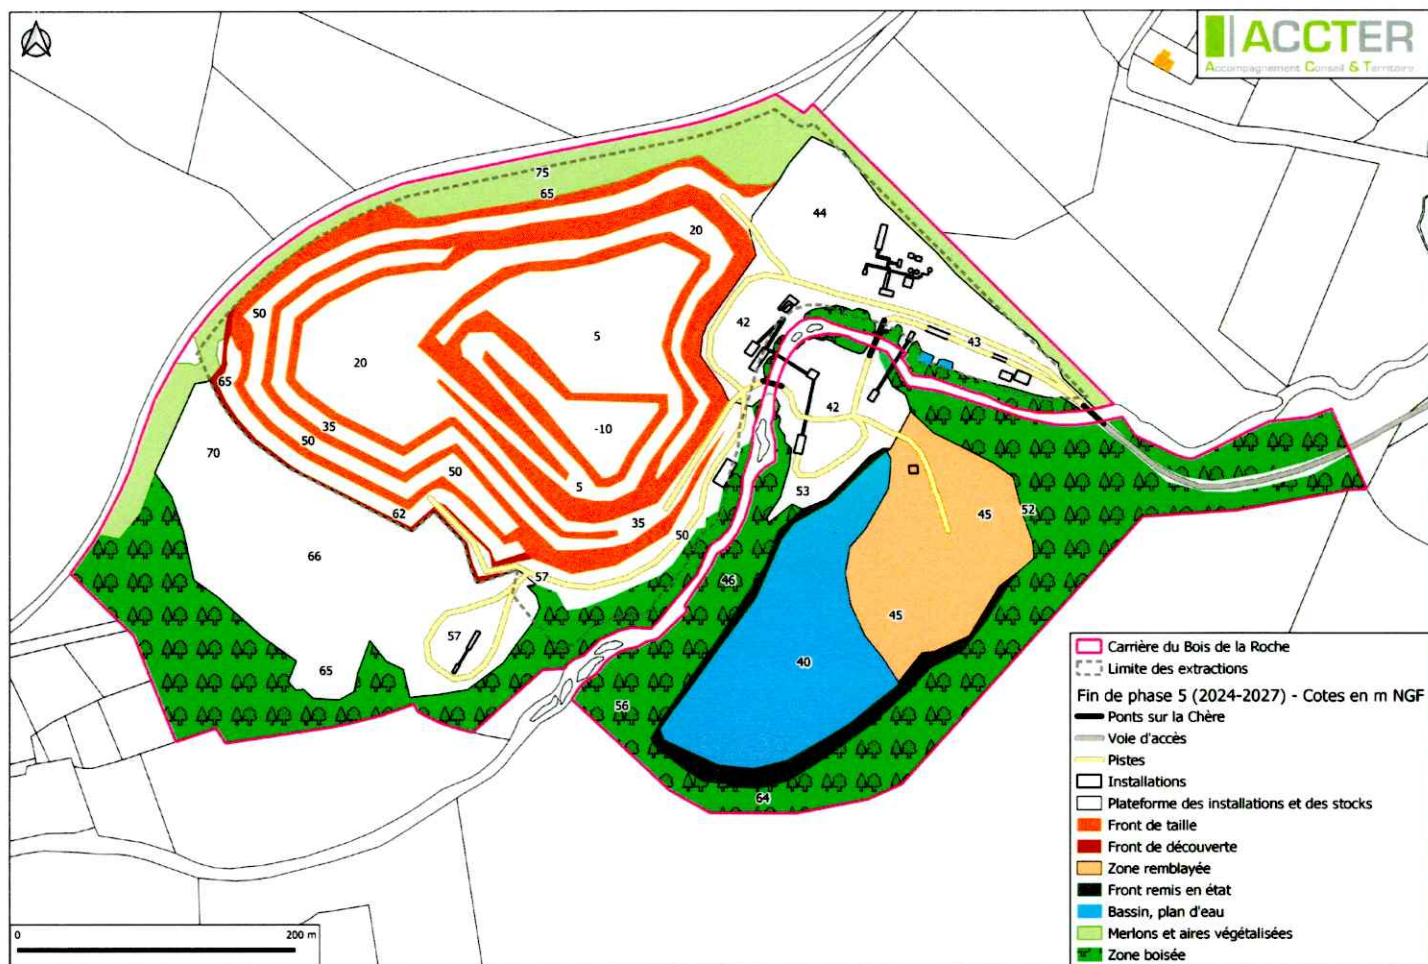 ACCTER
Accompagnement Conseil & Territoire
75
65
44
20
50
42
5
43
20
65
42
35
-10
50
70
50
5
53
62
35
45
52
50
66
57
46
45
57
40
65
56
64
Carrière du Bois de la Roche
Limite des extractions
Fin de phase 5 (2024-2027) - Cotes en m NGF
Ponts sur la Chère
Voie d'accès
Pistes
Installations
Plateforme des installations et des stocks
Front de taille
Front de découverte
Zone remblayée
Front remis en état
Bassin, plan d'eau
Merlons et aires végétalisées
Zone boisée
0 200 m